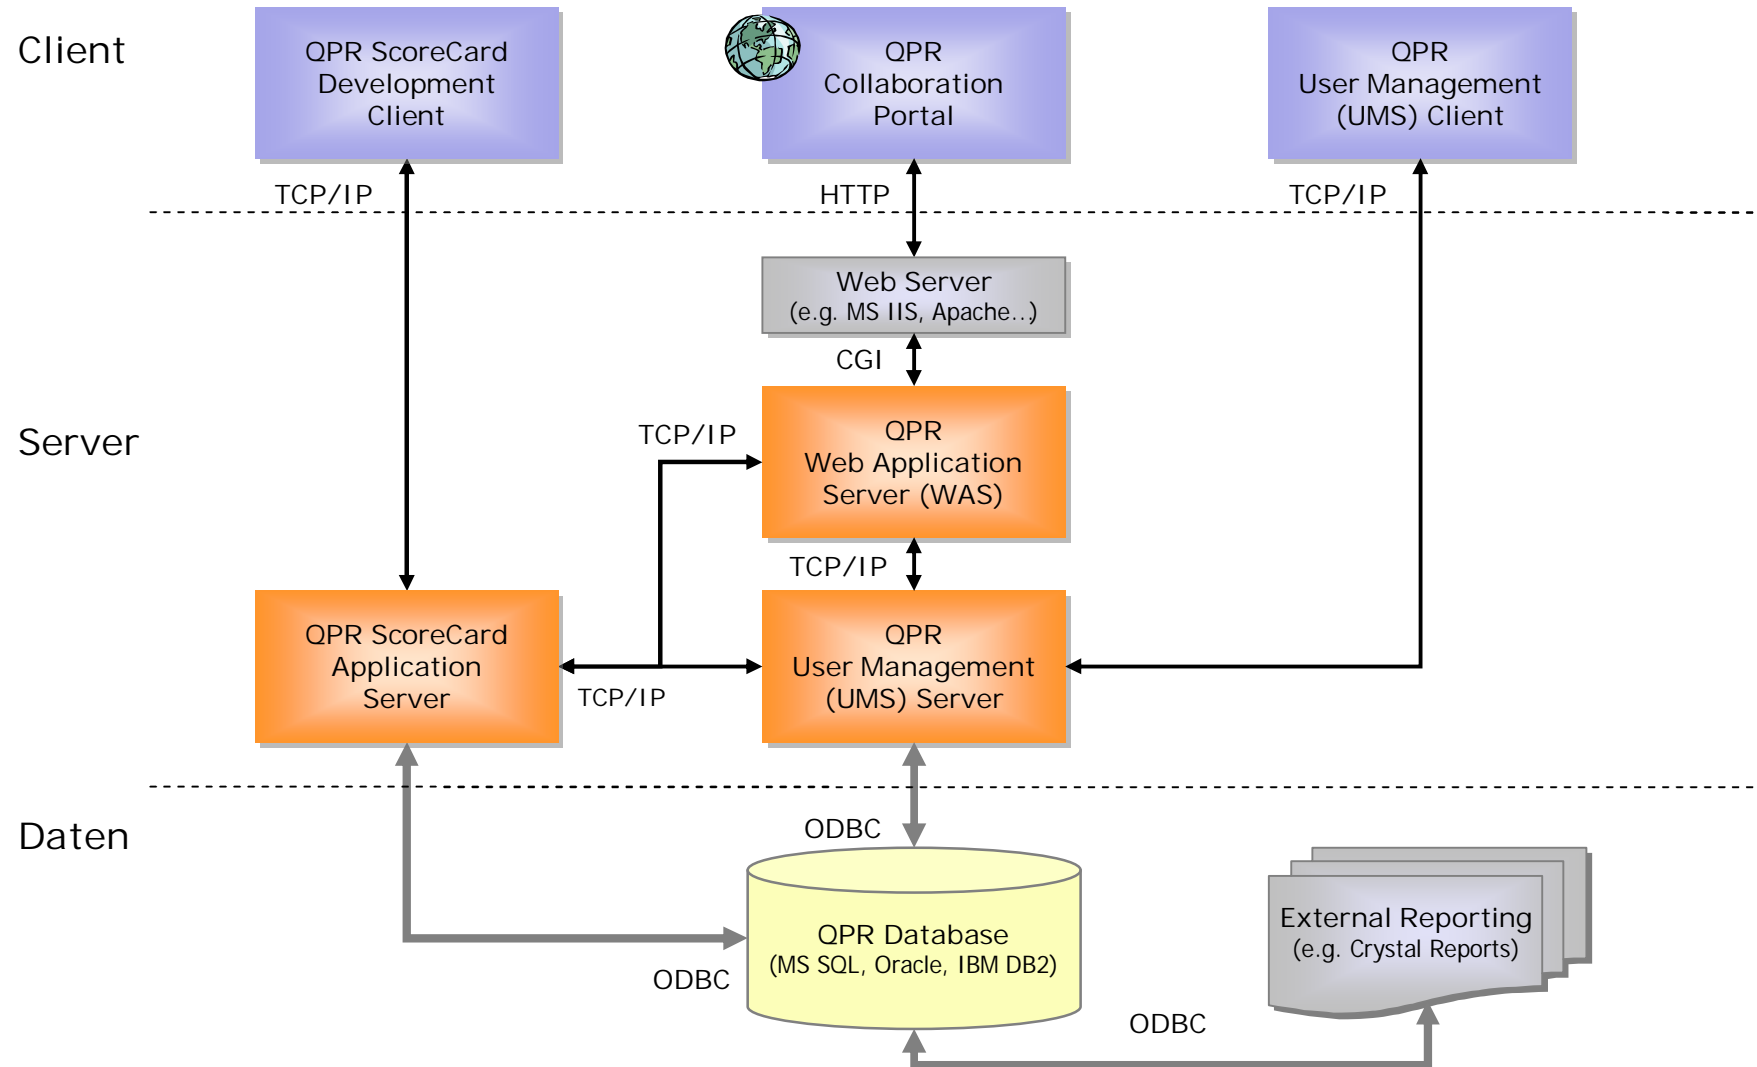 Client
QPR ScoreCard
Development
Client
QPR
Collaboration
Portal
QPR
User Management
(UMS) Client
TCP/IP
HTTP
TCP/IP
Web Server
(e.g. MS IIS, Apache...)
CGI
Server
TCP/IP
QPR
Web Application
Server (WAS)
TCP/IP
QPR ScoreCard
Application
Server
TCP/IP
QPR
User Management
(UMS) Server
Daten
ODBC
QPR Database
(MS SQL, Oracle, IBM DB2)
ODBC
External Reporting
(e.g. Crystal Reports)
ODBC